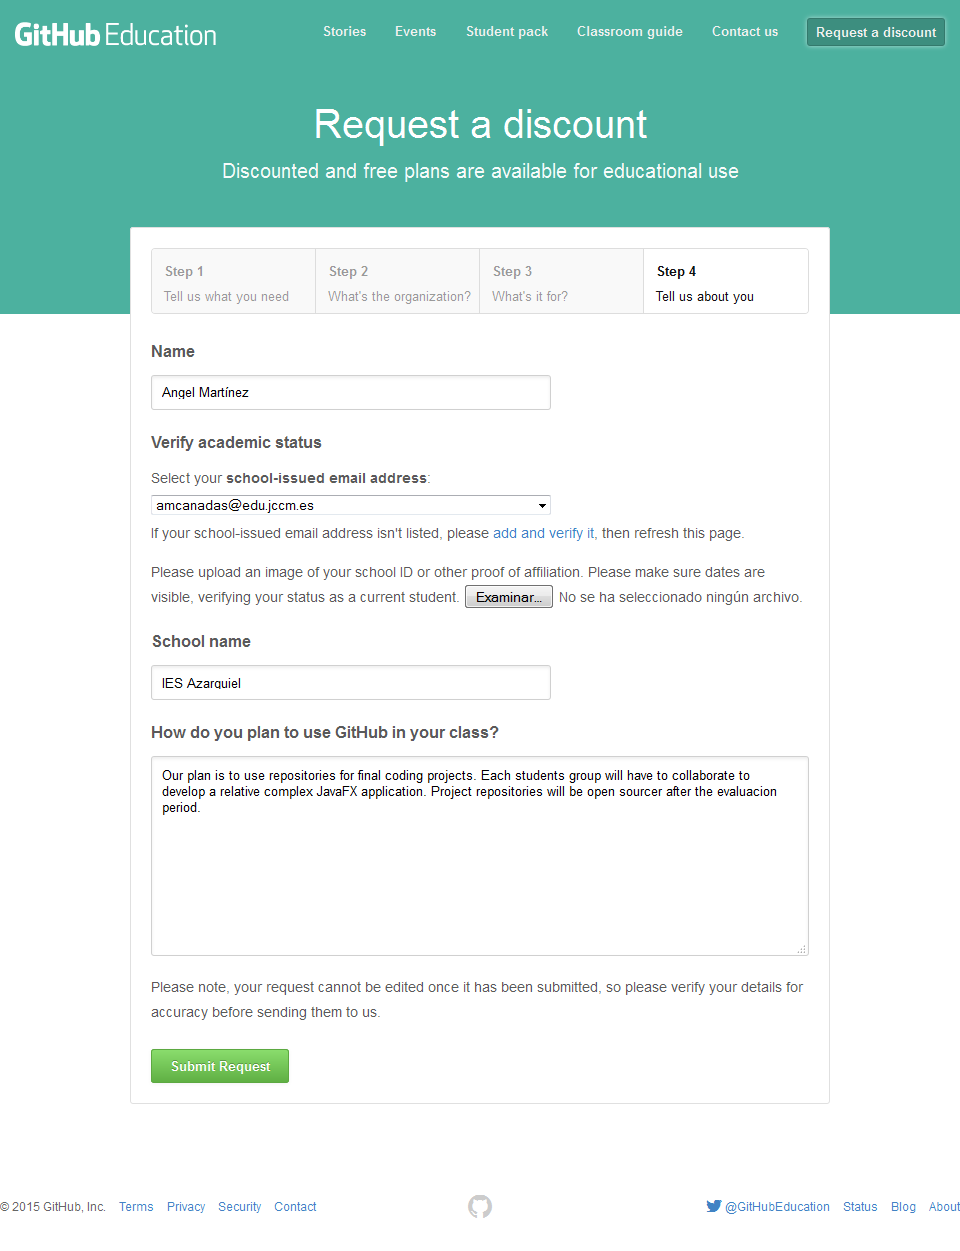 GitHub Education
Stories Events Student pack Classroom guide Contact us Request a discount
Request a discount
Discounted and free plans are available for educational use
Step 1 Step 2 Step 3 Step 4
Tell us what you need What's the organization? What's it for? Tell us about you
Name
Angel Martínez
Verify academic status
Select your school-issued email address:
amcanadas@edu.jccm.es
If your school-issued email address isn't listed, please add and verify it, then refresh this page.
Please upload an image of your school ID or other proof of affiliation. Please make sure dates are
visible, verifying your status as a current student. Examinar... No se ha seleccionado ningún archivo.
School name
IES Azarquiel
How do you plan to use GitHub in your class?
Our plan is to use repositories for final coding projects. Each students group will have to collaborate to
develop a relative complex JavaFX application. Project repositories will be open sourcer after the evaluacion
period.
Please note, your request cannot be edited once it has been submitted, so please verify your details for
accuracy before sending them to us.
Submit Request
© 2015 GitHub, Inc. Terms Privacy Security Contact @GitHubEducation Status Blog About